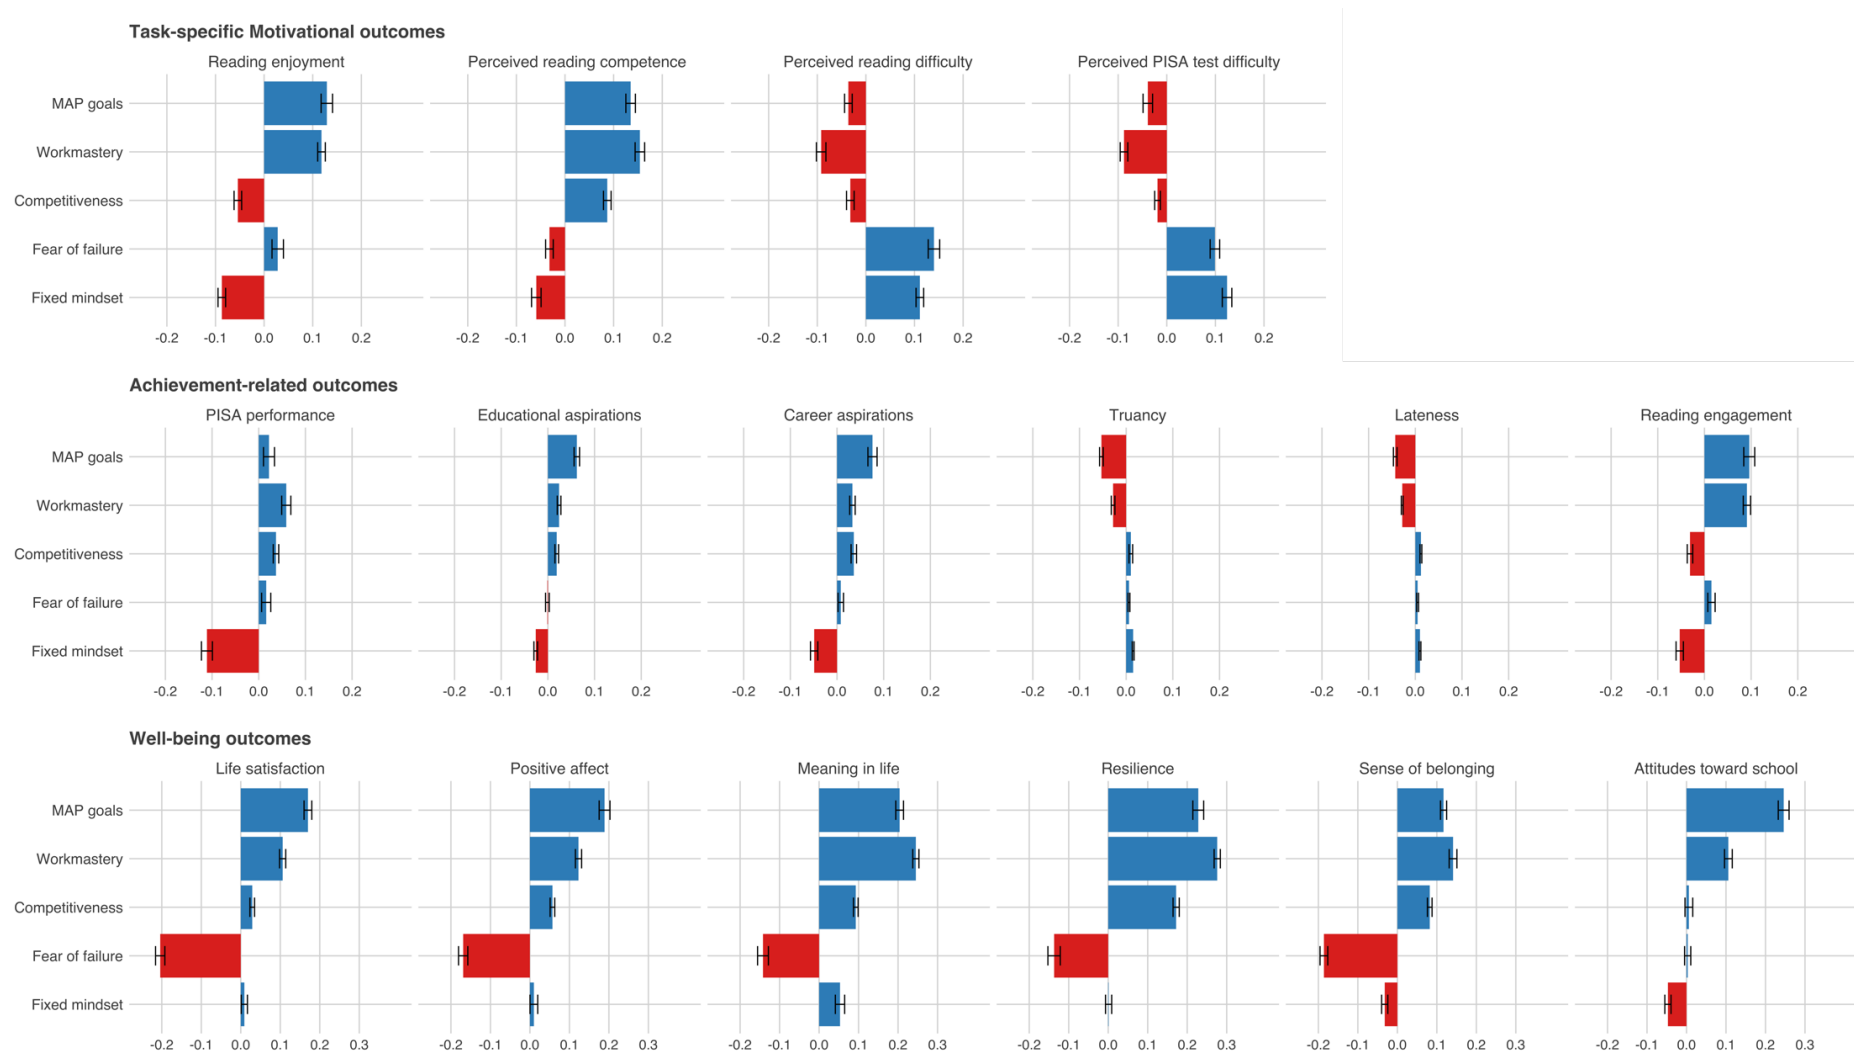 Task-specific Motivational outcomes
Reading enjoyment Perceived reading competence Perceived reading difficulty Perceived PISA test difficulty
MAP goals
Workmastery
Competitiveness
Fear of failure
Fixed mindset
-0.2 -0.1 0.0 0.1 0.2 -0.2 -0.1 0.0 0.1 0.2 -0.2 -0.1 0.0 0.1 0.2 -0.2 -0.1 0.0 0.1 0.2
Achievement-related outcomes
PISA performance Educational aspirations Career aspirations Truancy Lateness Reading engagement
MAP goals
Workmastery
Competitiveness
Fear of failure
Fixed mindset
-0.2 -0.1 0.0 0.1 0.2 -0.2 -0.1 0.0 0.1 0.2 -0.2 -0.1 0.0 0.1 0.2 -0.2 -0.1 0.0 0.1 0.2 -0.2 -0.1 0.0 0.1 0.2 -0.2 -0.1 0.0 0.1 0.2
Well-being outcomes
Life satisfaction Positive affect Meaning in life Resilience Sense of belonging Attitudes toward school
MAP goals
Workmastery
Competitiveness
Fear of failure
Fixed mindset
-0.2 -0.1 0.0 0.1 0.2 0.3 -0.2 -0.1 0.0 0.1 0.2 0.3 -0.2 -0.1 0.0 0.1 0.2 0.3 -0.2 -0.1 0.0 0.1 0.2 0.3 -0.2 -0.1 0.0 0.1 0.2 0.3 -0.2 -0.1 0.0 0.1 0.2 0.3